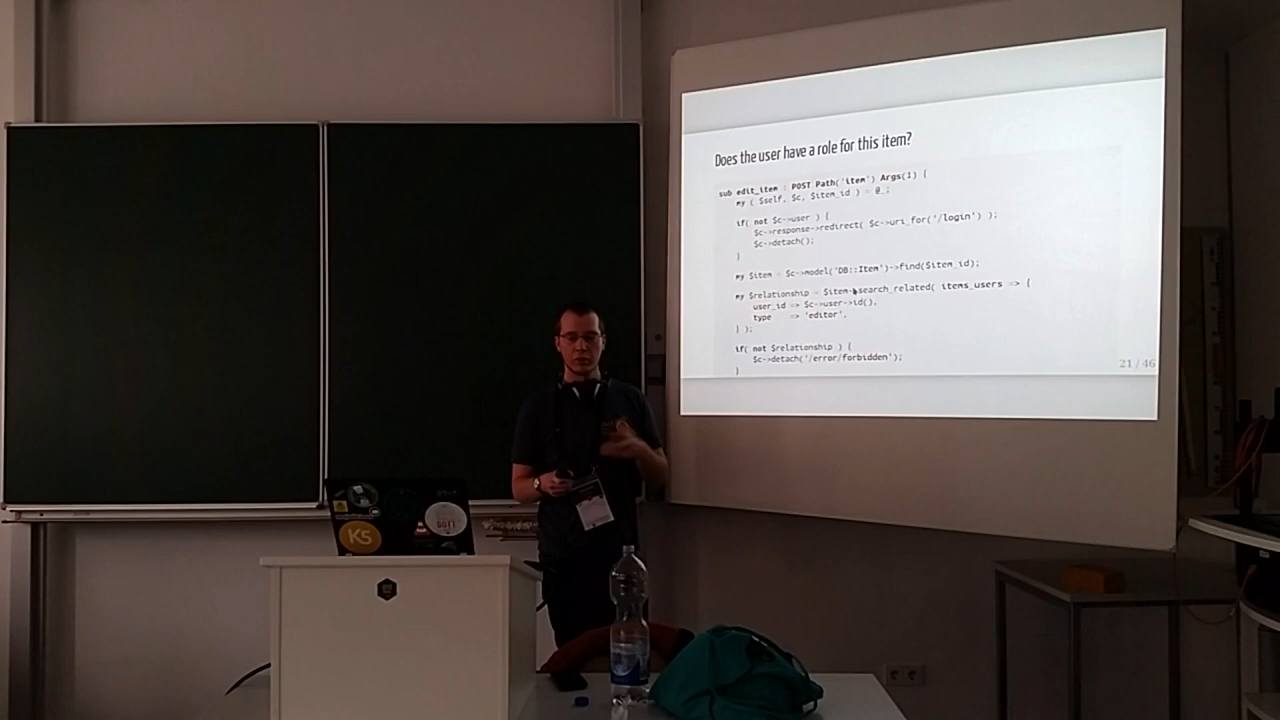 Does the user have a role for this item?
sub edit_item : POST Path('item') Args(1) {
my ( $self, $c, $item_id ) = @_;
if( not $c->user ) {
$c->response->redirect( $c->uri_for('/login') );
$c->detach();
}
my $item = $c->model('DB::Item')->find($item_id);
my $relationship = $item->search_related( items_users => {
user_id => $c->user->id(),
type => 'editor',
} );
if( not $relationship ) {
$c->detach('/error/forbidden');
}
21 / 46
K5